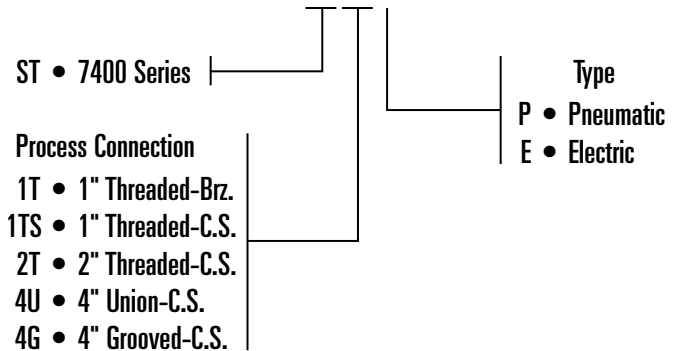 ST • 7400 Series
Process Connection
1T • 1" Threaded-Brz.
1TS • 1" Threaded-C.S.
2T • 2" Threaded-C.S.
4U • 4" Union-C.S.
4G • 4" Grooved-C.S.
Type
P • Pneumatic
E • Electric